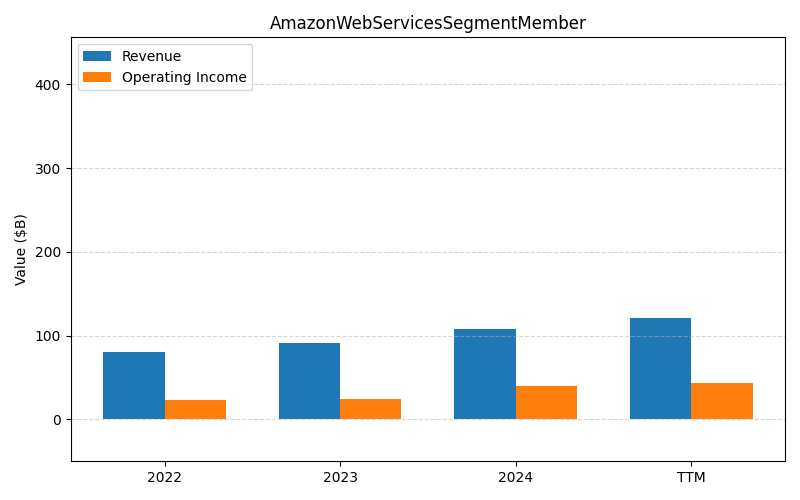 AmazonWebServicesSegmentMember
Revenue
Operating Income
Value ($B)
400
300
200
100
0
2022
2023
2024
TTM